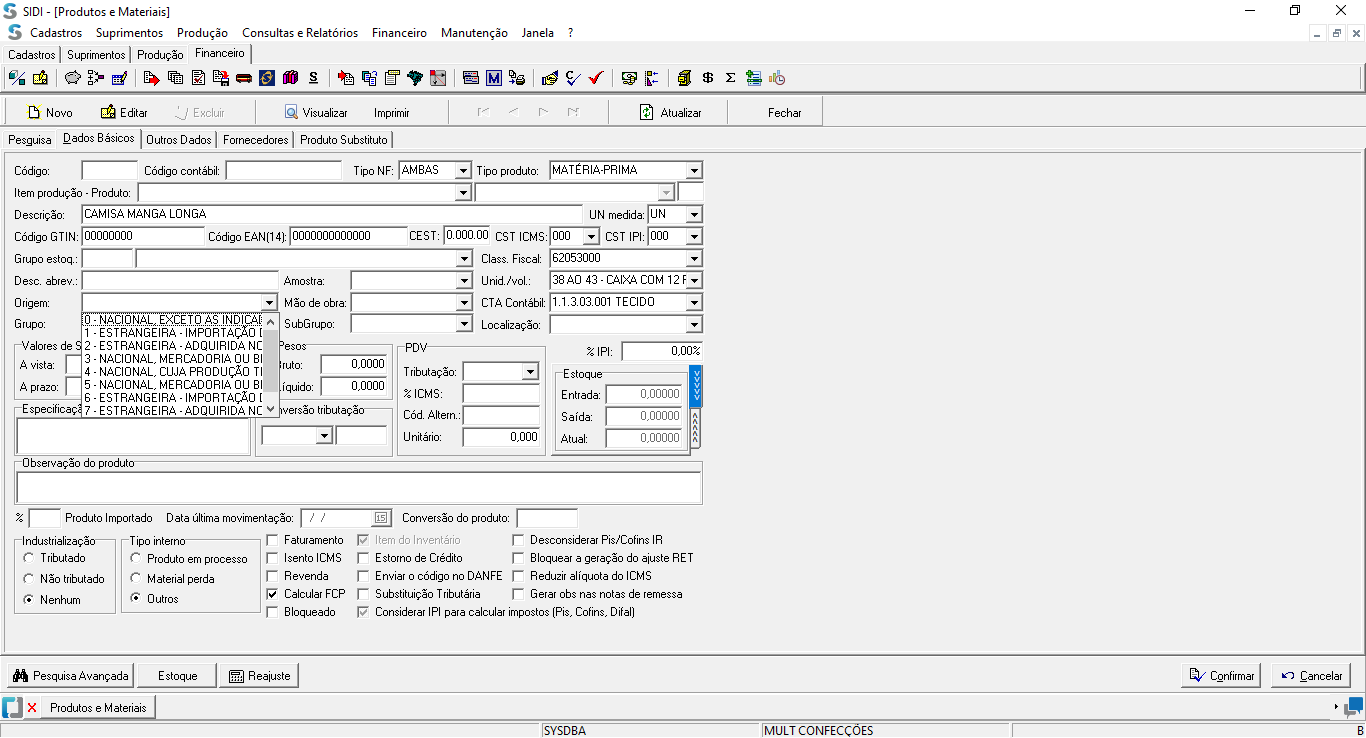 SIDI - [Produtos e Materiais]
Cadastros Suprimentos Produção Consultas e Relatórios Financeiro Manutenção Janela ?
Cadastros Suprimentos Produção Financeiro
Novo Editar Excluir Visualizar Imprimir Atualizar Fechar
Pesquisa Dados Básicos Outros Dados Fornecedores Produto Substituto
Código: Código contábil: Tipo NF: AMBAS Tipo produto: MATÉRIA-PRIMA
Item produção - Produto:
Descrição: CAMISA MANGA LONGA UN medida: UN
Código GTIN: 00000000 Código EAN(14): 0000000000000 CEST: 0.000.00 CST ICMS: 000 CST IPI: 000
Grupo estoq.: Class. Fiscal: 62053000
Desc. abrev.: Amostra: Unid./vol.: 38 AO 43 - CAIXA COM 12 F
Origem: Mão de obra: CTA Contábil: 1.1.3.03.001 TECIDO
Grupo: SubGrupo: Localização:
0 - NACIONAL, EXCETO AS INDICAD
1 - ESTRANGEIRA - IMPORTAÇÃO D
2 - ESTRANGEIRA - ADQUIRIDA NO
3 - NACIONAL, MERCADORIA OU BE
4 - NACIONAL, CUJA PRODUÇÃO TE
5 - NACIONAL, MERCADORIA OU BE
6 - ESTRANGEIRA - IMPORTAÇÃO D
7 - ESTRANGEIRA - ADQUIRIDA NO
Valores de S
A vista:
A prazo:
Pesos
Bruto: 0,0000
Líquido: 0,0000
PDV
Tributação:
% ICMS:
Cód. Altern.:
Unitário: 0,000
% IPI: 0,00%
Estoque
Entrada: 0,00000
Saída: 0,00000
Atual: 0,00000
Especificaçã
nversão tributação
Observação do produto
% Produto Importado Data última movimentação: / / 15 Conversão do produto:
Industrialização
Tributado
Não tributado
Nenhum
Tipo interno
Produto em processo
Material perda
Outros
Faturamento Item do Inventário Desconsiderar Pis/Cofins IR
Isento ICMS Estorno de Crédito Bloquear a geração do ajuste RET
Revenda Enviar o código no DANFE Reduzir alíquota do ICMS
Calcular FCP Substituição Tributária Gerar obs nas notas de remessa
Bloqueado Considerar IPI para calcular impostos (Pis, Cofins, Difal)
Pesquisa Avançada Estoque Reajuste Confirmar Cancelar
Produtos e Materiais
SYSDBA MULT CONFECÇÕES B